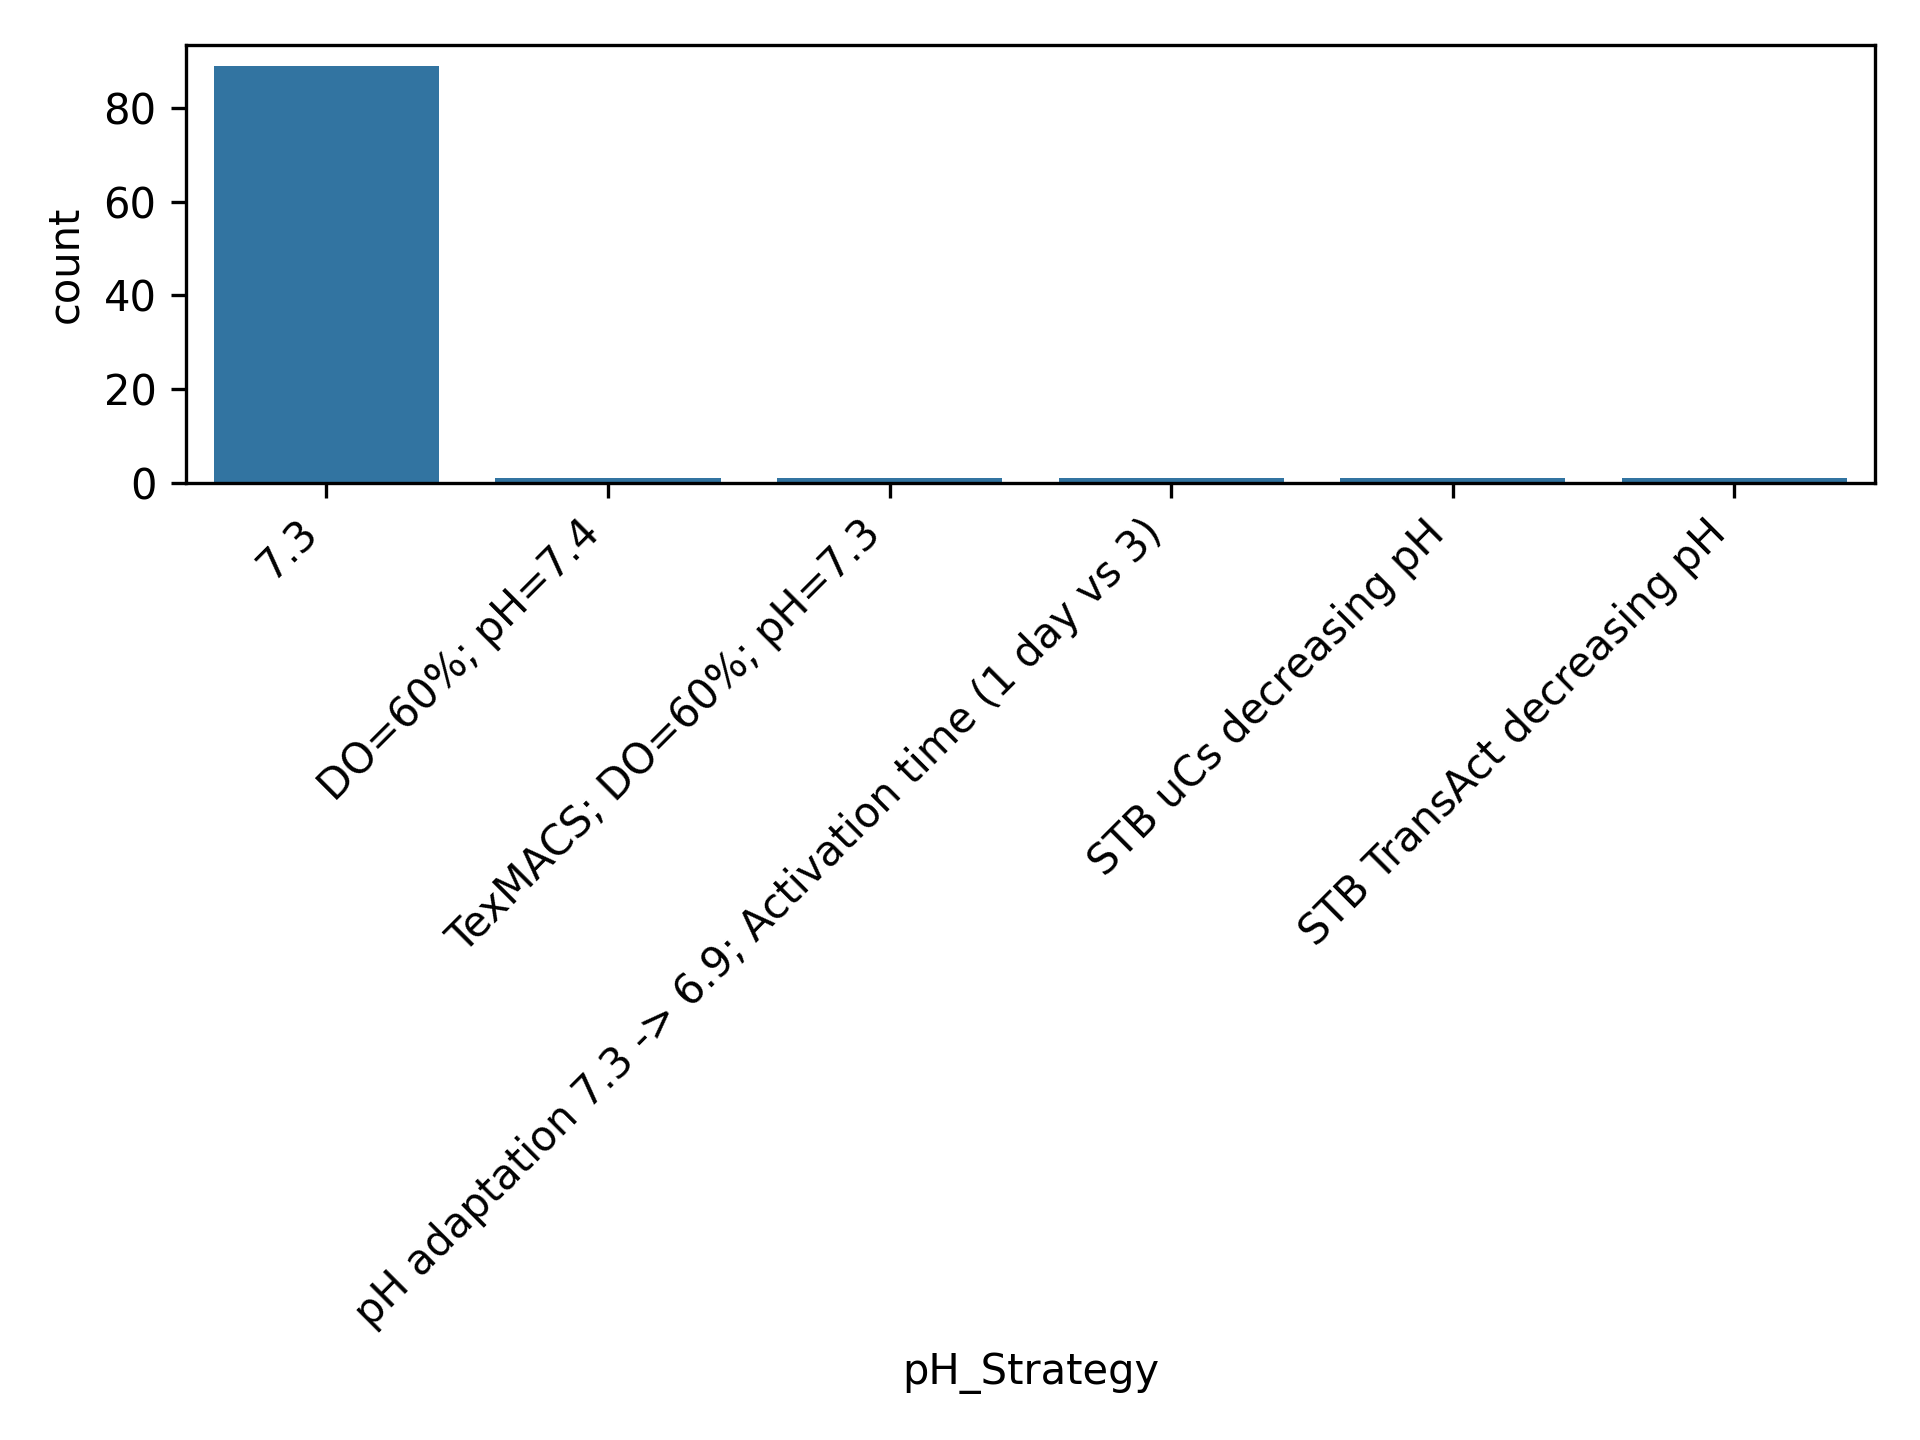 count
80
60
40
20
0
7.3
DO=60%; pH=7.4
TexMACS; DO=60%; pH=7.3
pH adaptation 7.3 -> 6.9; Activation time (1 day vs 3)
STB uCs decreasing pH
STB TransAct decreasing pH
pH_Strategy